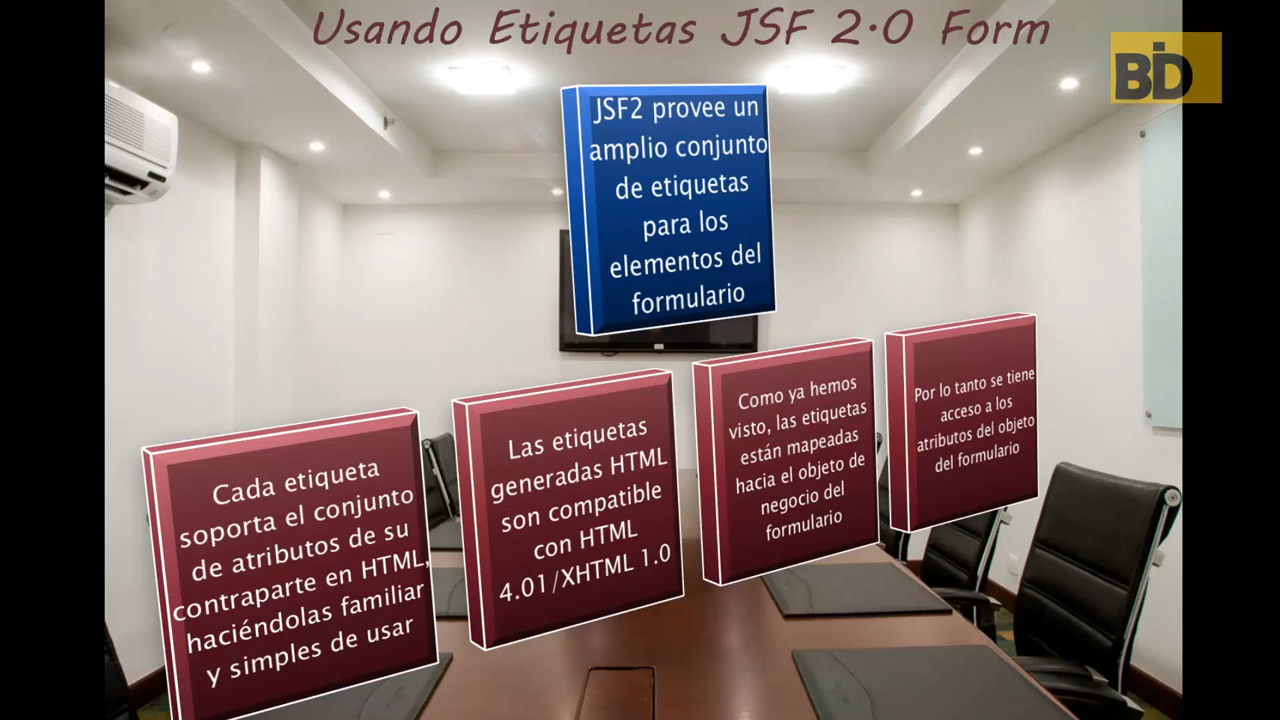 Usando Etiquetas JSF 2.0 Form
BID
JSF2 provee un
amplio conjunto
de etiquetas
para los
elementos del
formulario
Cada etiqueta
soporta el conjunto
de atributos de su
contraparte en HTML,
haciéndolas familiar
y simples de usar
Las etiquetas
generadas HTML
son compatible
con HTML
4.01/XHTML 1.0
Como ya hemos
visto, las etiquetas
están mapeadas
hacia el objeto de
negocio del
formulario
Por lo tanto se tiene
acceso a los
atributos del objeto
del formulario